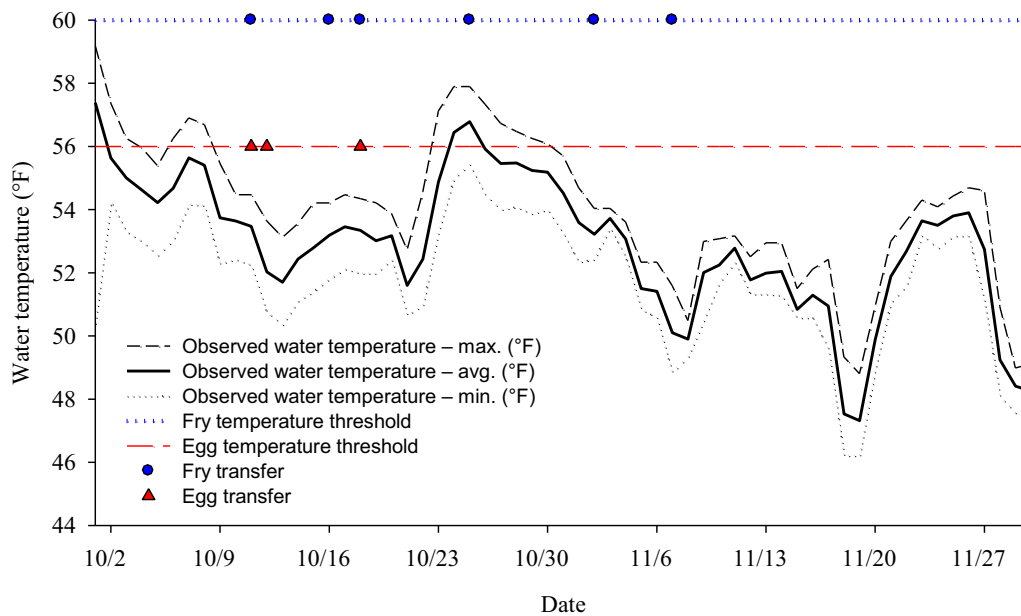 60
58
56
54
52
50
48
46
44
Water temperature (°F)
Observed water temperature – max. (°F)
Observed water temperature – avg. (°F)
Observed water temperature – min. (°F)
Fry temperature threshold
Egg temperature threshold
Fry transfer
Egg transfer
10/2 10/9 10/16 10/23 10/30 11/6 11/13 11/20 11/27
Date